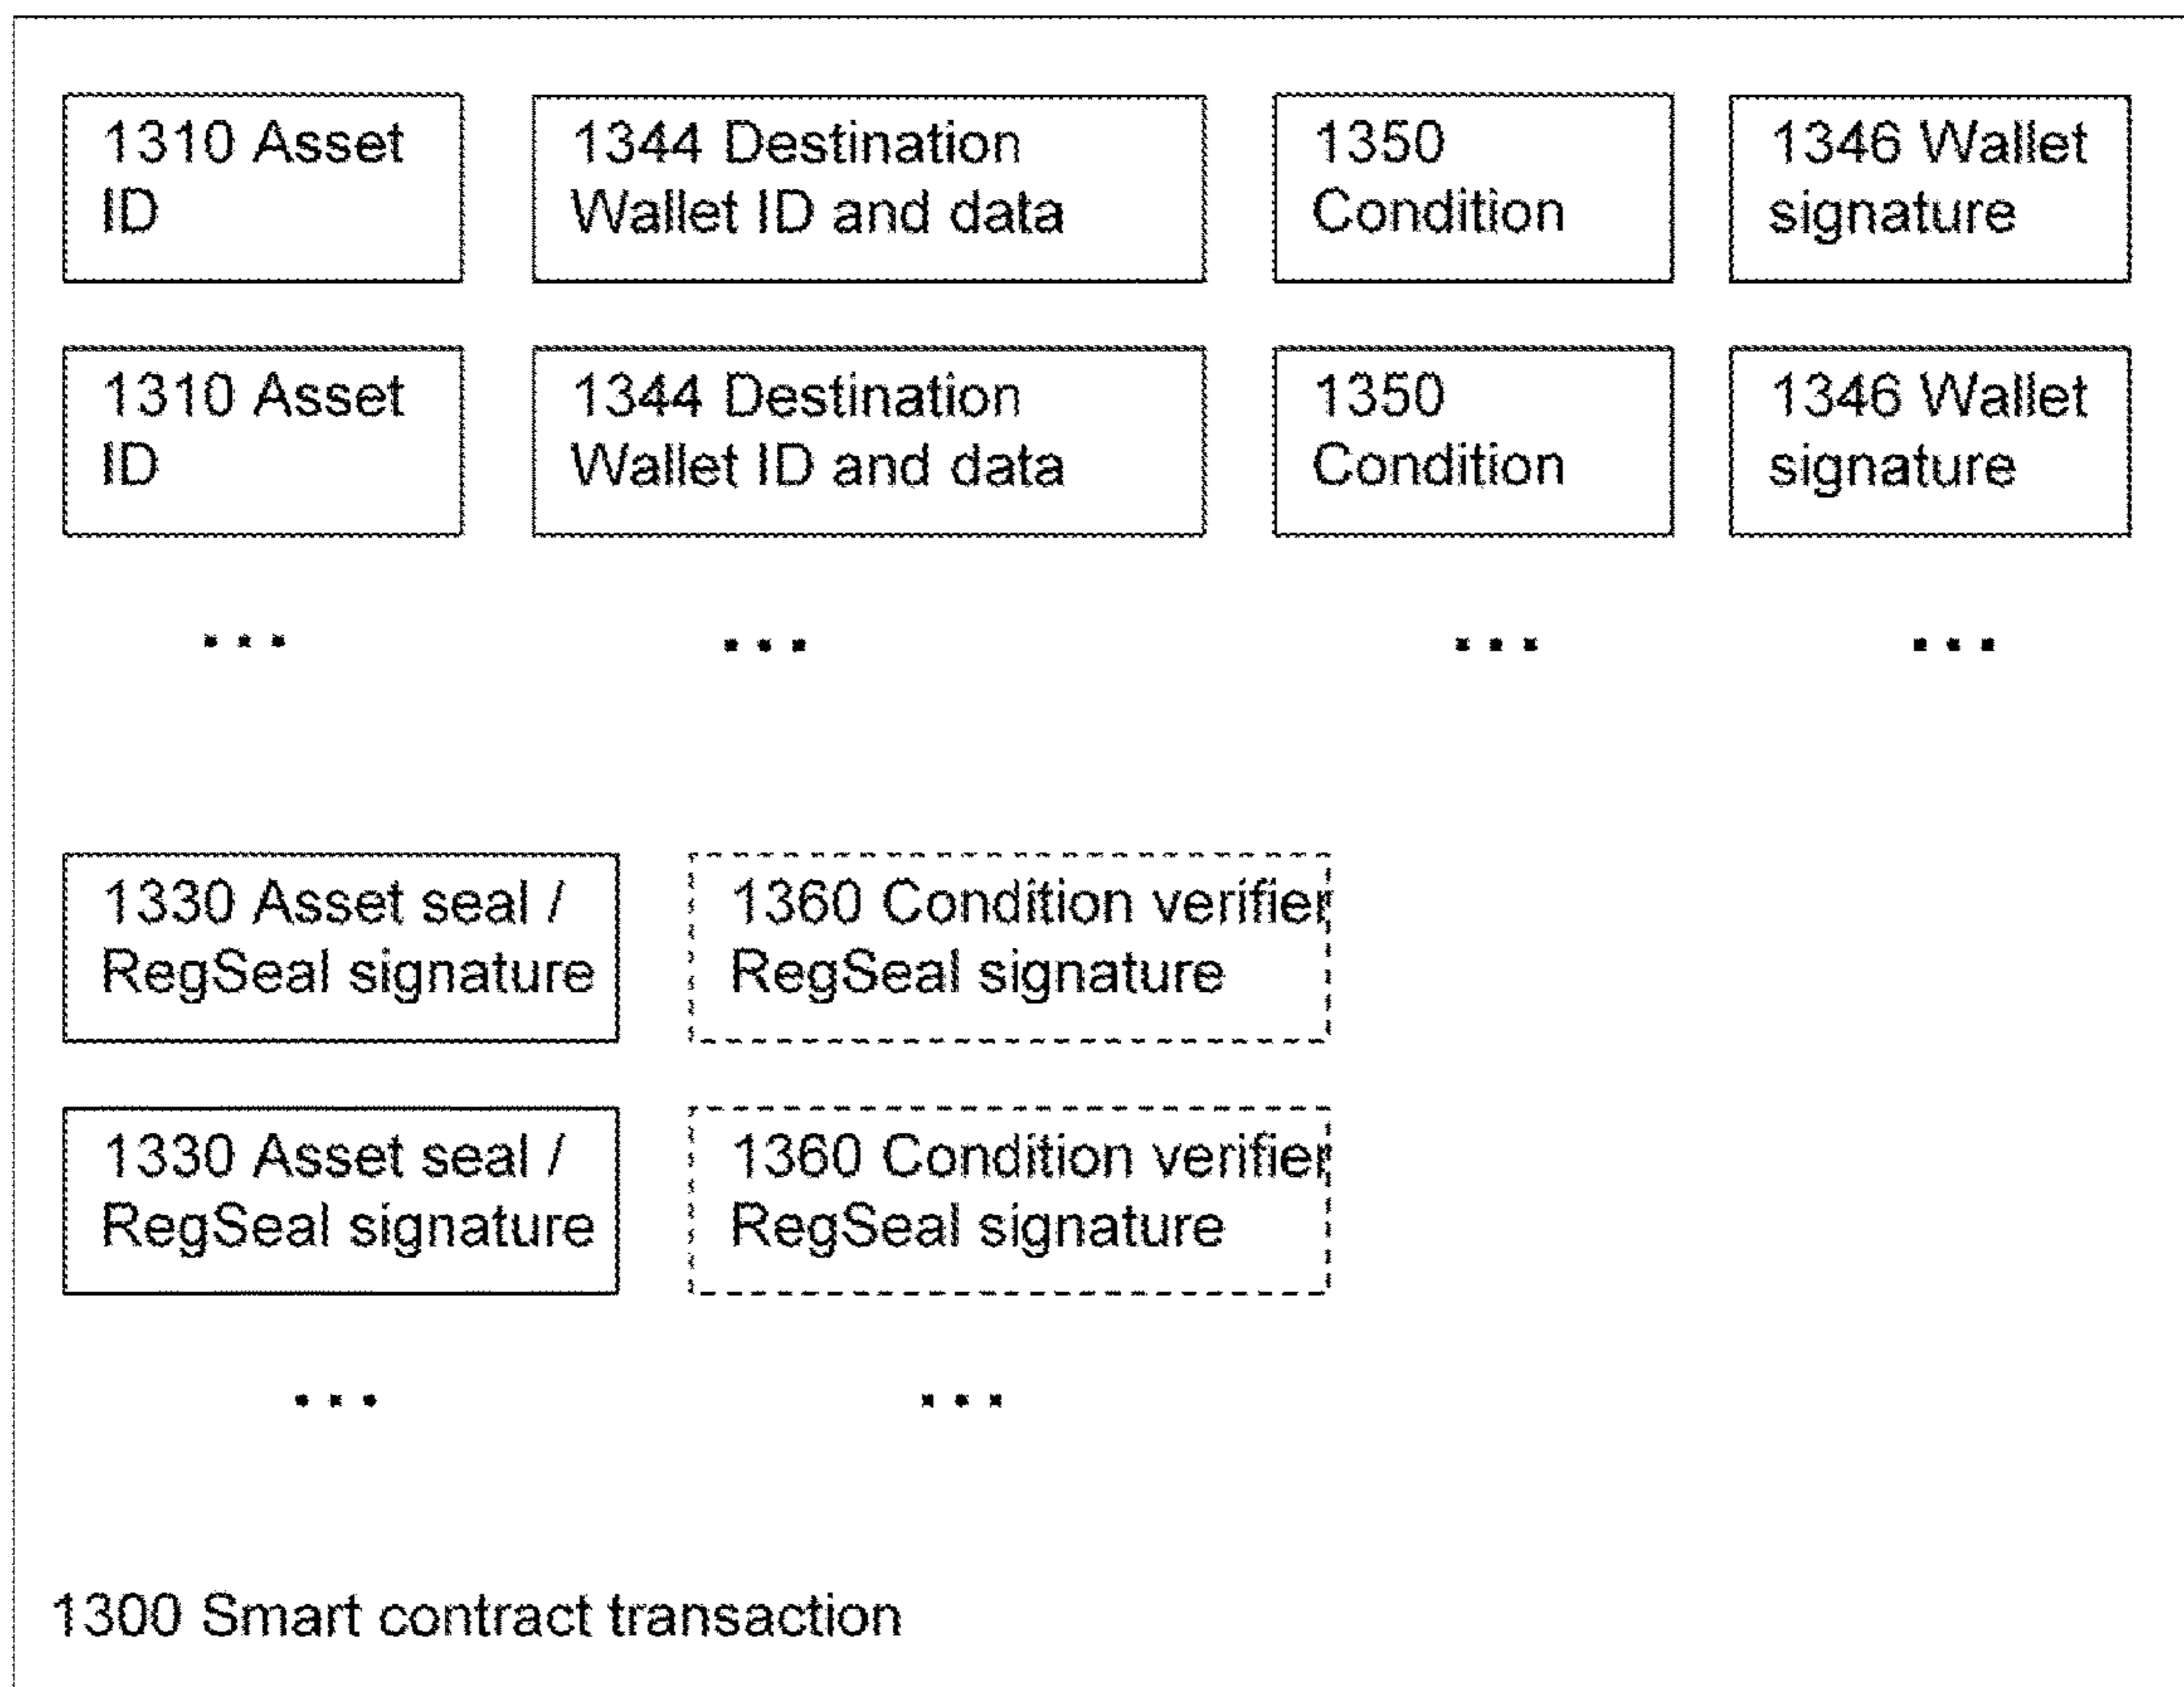 1310 Asset
ID
1344 Destination
Wallet ID and data
1350
Condition
1346 Wallet
signature
1310 Asset
ID
1344 Destination
Wallet ID and data
1350
Condition
1346 Wallet
signature
... ... ... ...
1330 Asset seal /
RegSeal signature
1360 Condition verifier
RegSeal signature
1330 Asset seal /
RegSeal signature
1360 Condition verifier
RegSeal signature
... ...
1300 Smart contract transaction